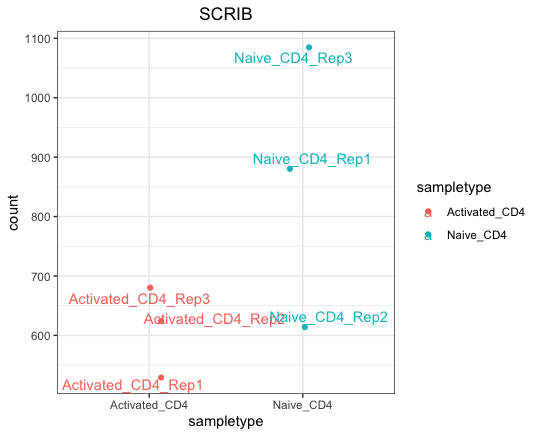 SCRIB
1100
1000
900
800
700
600
count
Naive_CD4_Rep3
Naive_CD4_Rep1
Activated_CD4_Rep3
Activated_CD4_Rep2
Naive_CD4_Rep2
Activated_CD4_Rep1
Activated_CD4
Naive_CD4
sampletype
sampletype
a Activated_CD4
a Naive_CD4